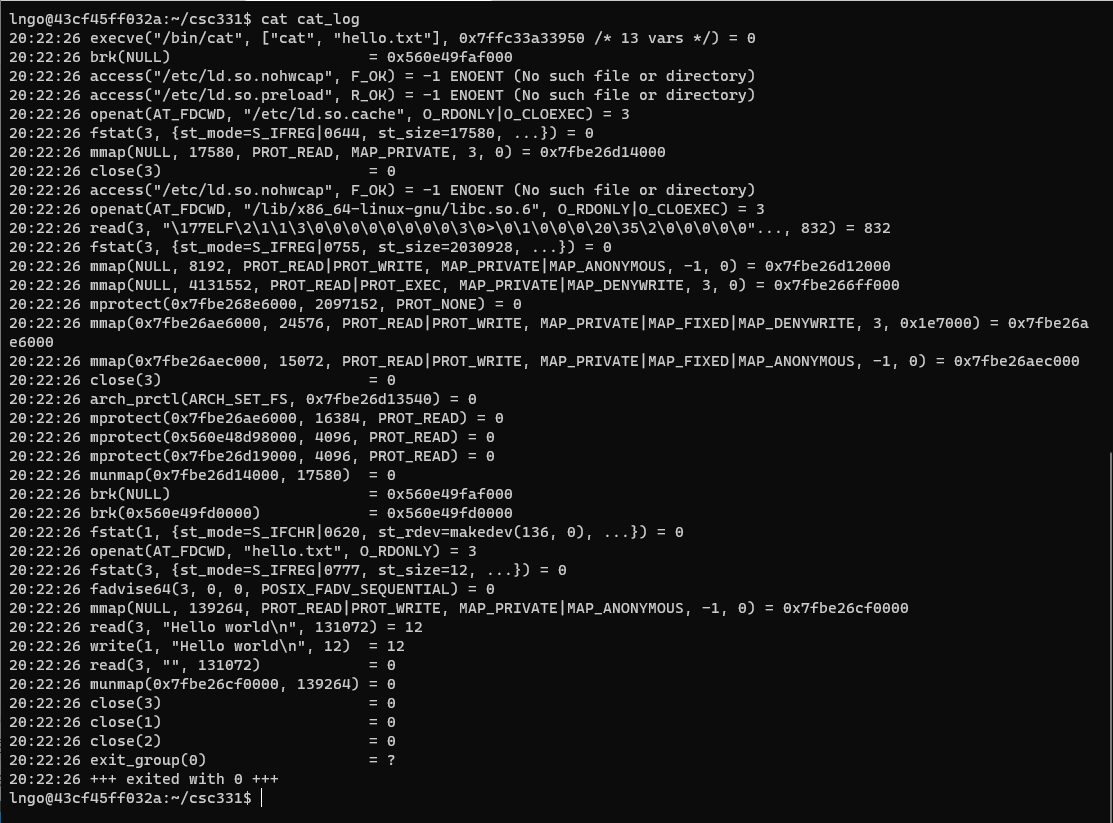 lngo@43cf45ff032a:~/csc331$ cat cat_log
20:22:26 execve("/bin/cat", ["cat", "hello.txt"], 0x7ffc33a33950 /* 13 vars */) = 0
20:22:26 brk(NULL)                      = 0x560e49faf000
20:22:26 access("/etc/ld.so.nohwcap", F_OK) = -1 ENOENT (No such file or directory)
20:22:26 access("/etc/ld.so.preload", R_OK) = -1 ENOENT (No such file or directory)
20:22:26 openat(AT_FDCWD, "/etc/ld.so.cache", O_RDONLY|O_CLOEXEC) = 3
20:22:26 fstat(3, {st_mode=S_IFREG|0644, st_size=17580, ...}) = 0
20:22:26 mmap(NULL, 17580, PROT_READ, MAP_PRIVATE, 3, 0) = 0x7fbe26d14000
20:22:26 close(3)                       = 0
20:22:26 access("/etc/ld.so.nohwcap", F_OK) = -1 ENOENT (No such file or directory)
20:22:26 openat(AT_FDCWD, "/lib/x86_64-linux-gnu/libc.so.6", O_RDONLY|O_CLOEXEC) = 3
20:22:26 read(3, "\177ELF\2\1\1\3\0\0\0\0\0\0\0\0\3\0>\0\1\0\0\0\20\35\2\0\0\0\0\0"..., 832) = 832
20:22:26 fstat(3, {st_mode=S_IFREG|0755, st_size=2030928, ...}) = 0
20:22:26 mmap(NULL, 8192, PROT_READ|PROT_WRITE, MAP_PRIVATE|MAP_ANONYMOUS, -1, 0) = 0x7fbe26d12000
20:22:26 mmap(NULL, 4131552, PROT_READ|PROT_EXEC, MAP_PRIVATE|MAP_DENYWRITE, 3, 0) = 0x7fbe266ff000
20:22:26 mprotect(0x7fbe268e6000, 2097152, PROT_NONE) = 0
20:22:26 mmap(0x7fbe26ae6000, 24576, PROT_READ|PROT_WRITE, MAP_PRIVATE|MAP_FIXED|MAP_DENYWRITE, 3, 0x1e7000) = 0x7fbe26a
e6000
20:22:26 mmap(0x7fbe26aec000, 15072, PROT_READ|PROT_WRITE, MAP_PRIVATE|MAP_FIXED|MAP_ANONYMOUS, -1, 0) = 0x7fbe26aec000
20:22:26 close(3)                       = 0
20:22:26 arch_prctl(ARCH_SET_FS, 0x7fbe26d13540) = 0
20:22:26 mprotect(0x7fbe26ae6000, 16384, PROT_READ) = 0
20:22:26 mprotect(0x560e48d98000, 4096, PROT_READ) = 0
20:22:26 mprotect(0x7fbe26d19000, 4096, PROT_READ) = 0
20:22:26 munmap(0x7fbe26d14000, 17580)  = 0
20:22:26 brk(NULL)                      = 0x560e49faf000
20:22:26 brk(0x560e49fd0000)            = 0x560e49fd0000
20:22:26 fstat(1, {st_mode=S_IFCHR|0620, st_rdev=makedev(136, 0), ...}) = 0
20:22:26 openat(AT_FDCWD, "hello.txt", O_RDONLY) = 3
20:22:26 fstat(3, {st_mode=S_IFREG|0777, st_size=12, ...}) = 0
20:22:26 fadvise64(3, 0, 0, POSIX_FADV_SEQUENTIAL) = 0
20:22:26 mmap(NULL, 139264, PROT_READ|PROT_WRITE, MAP_PRIVATE|MAP_ANONYMOUS, -1, 0) = 0x7fbe26cf0000
20:22:26 read(3, "Hello world\n", 131072) = 12
20:22:26 write(1, "Hello world\n", 12)  = 12
20:22:26 read(3, "", 131072)            = 0
20:22:26 munmap(0x7fbe26cf0000, 139264) = 0
20:22:26 close(3)                       = 0
20:22:26 close(1)                       = 0
20:22:26 close(2)                       = 0
20:22:26 exit_group(0)                  = ?
20:22:26 +++ exited with 0 +++
lngo@43cf45ff032a:~/csc331$